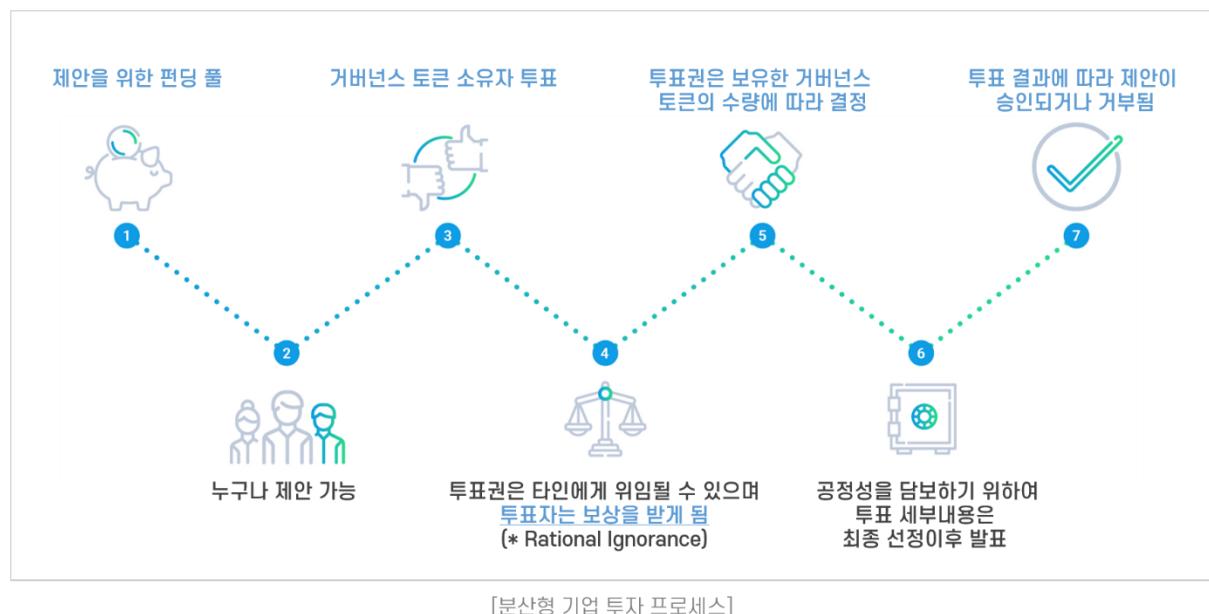 제안을 위한 펀딩 풀
1
누구나 제안 가능
2
거버넌스 토큰 소유자 투표
3
투표권은 타인에게 위임될 수 있으며
투표자는 보상을 받게 됨
(* Rational Ignorance)
4
투표권은 보유한 거버넌스
토큰의 수량에 따라 결정
5
공정성을 담보하기 위하여
투표 세부내용은
최종 선정이후 발표
6
투표 결과에 따라 제안이
승인되거나 거부됨
7
[분산형 기업 투자 프로세스]